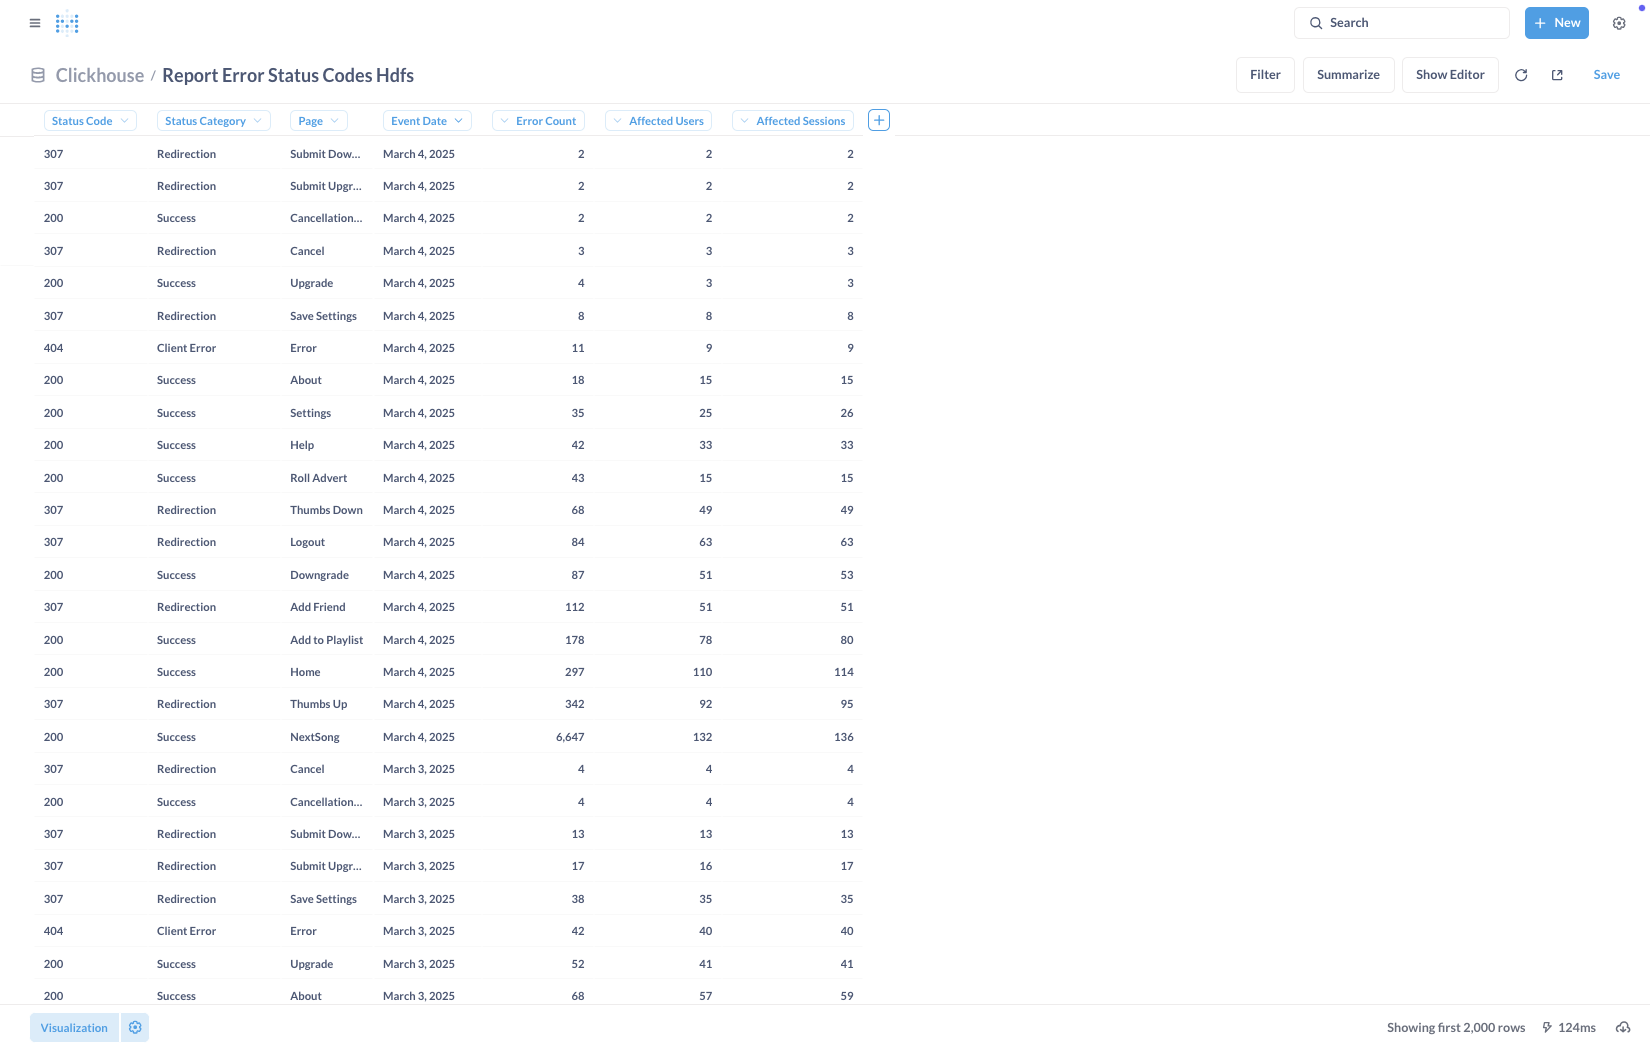 Search
New
Clickhouse / Report Error Status Codes Hdfs
Filter Summarize Show Editor Save
Status Code Status Category Page Event Date Error Count Affected Users Affected Sessions
307 Redirection Submit Dow... March 4, 2025 2 2 2
307 Redirection Submit Upgr... March 4, 2025 2 2 2
200 Success Cancellation... March 4, 2025 2 2 2
307 Redirection Cancel March 4, 2025 3 3 3
200 Success Upgrade March 4, 2025 4 3 3
307 Redirection Save Settings March 4, 2025 8 8 8
404 Client Error Error March 4, 2025 11 9 9
200 Success About March 4, 2025 18 15 15
200 Success Settings March 4, 2025 35 25 26
200 Success Help March 4, 2025 42 33 33
200 Success Roll Advert March 4, 2025 43 15 15
307 Redirection Thumbs Down March 4, 2025 68 49 49
307 Redirection Logout March 4, 2025 84 63 63
200 Success Downgrade March 4, 2025 87 51 53
307 Redirection Add Friend March 4, 2025 112 51 51
200 Success Add to Playlist March 4, 2025 178 78 80
200 Success Home March 4, 2025 297 110 114
307 Redirection Thumbs Up March 4, 2025 342 92 95
200 Success NextSong March 4, 2025 6,647 132 136
307 Redirection Cancel March 3, 2025 4 4 4
200 Success Cancellation... March 3, 2025 4 4 4
307 Redirection Submit Dow... March 3, 2025 13 13 13
307 Redirection Submit Upgr... March 3, 2025 17 16 17
307 Redirection Save Settings March 3, 2025 38 35 35
404 Client Error Error March 3, 2025 42 40 40
200 Success Upgrade March 3, 2025 52 41 41
200 Success About March 3, 2025 68 57 59
Visualization Showing first 2,000 rows 124ms